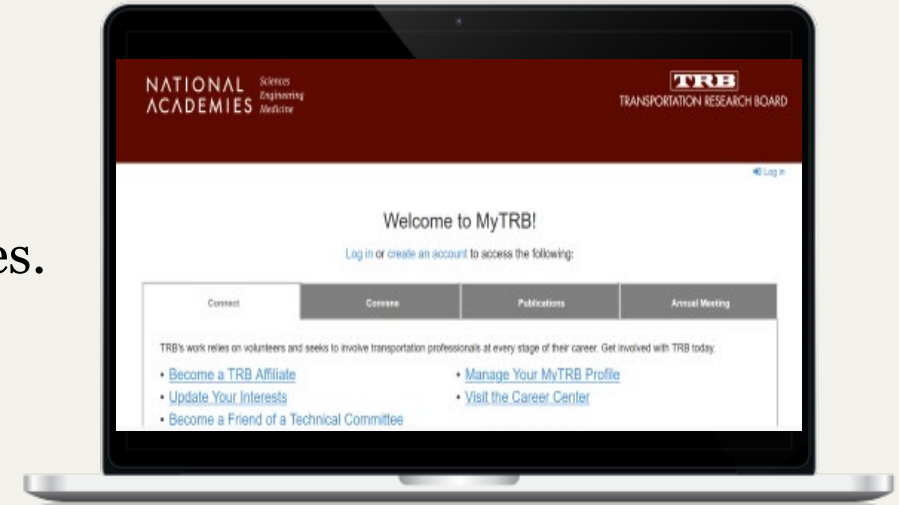 NATIONAL
ACADEMIES
Sciences
Engineering
Medicine
TRB
TRANSPORTATION RESEARCH BOARD
Log in
Welcome to MyTRB!
Log in or create an account to access the following:
es.
Connect Convene Publications Annual Meeting
TRB's work relies on volunteers and seeks to involve transportation professionals at every stage of their career. Get involved with TRB today.
• Become a TRB Affiliate • Manage Your MyTRB Profile
• Update Your Interests • Visit the Career Center
• Become a Friend of a Technical Committee